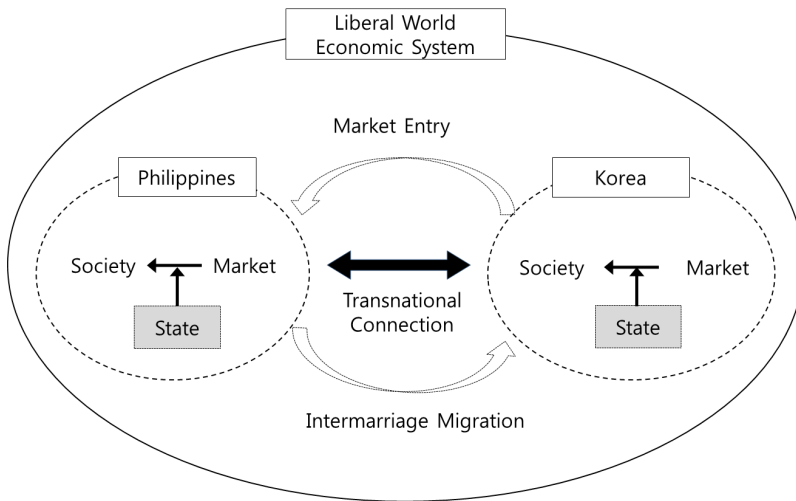 Liberal World
Economic System
Market Entry
Philippines
Korea
Society
Market
State
Transnational
Connection
Society
Market
State
Intermarriage Migration